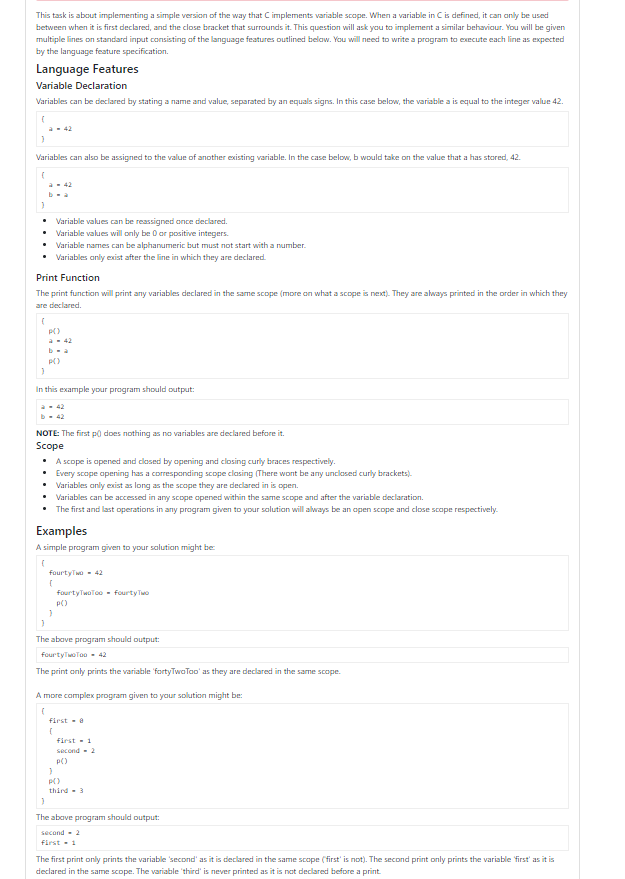 This task is about implementing a simple version of the way that C implements variable scope. When a variable in C is defined, it can only be used
between when it is first declared, and the close bracket that surrounds it. This question will ask you to implement a similar behaviour. You will be given
multiple lines on standard input consisting of the language features outlined below. You will need to write a program to execute each line as expected
by the language feature specification.
Language Features
Variable Declaration
Variables can be declared by stating a name and value, separated by an equals signs. In this case below, the variable a is equal to the integer value 42.
{
a = 42
}
Variables can also be assigned to the value of another existing variable. In the case below, b would take on the value that a has stored, 42.
{
a = 42
b = a
}
• Variable values can be reassigned once declared.
• Variable values will only be 0 or positive integers.
• Variable names can be alphanumeric but must not start with a number.
• Variables only exist after the line in which they are declared.
Print Function
The print function will print any variables declared in the same scope (more on what a scope is next). They are always printed in the order in which they
are declared.
{
p()
a = 42
b = a
p()
}
In this example your program should output:
a = 42
b = 42
NOTE: The first p() does nothing as no variables are declared before it.
Scope
• A scope is opened and closed by opening and closing curly braces respectively.
• Every scope opening has a corresponding scope closing (There wont be any unclosed curly brackets).
• Variables only exist as long as the scope they are declared in is open.
• Variables can be accessed in any scope opened within the same scope and after the variable declaration.
• The first and last operations in any program given to your solution will always be an open scope and close scope respectively.
Examples
A simple program given to your solution might be:
{
fourtyTwo = 42
{
fourtyTwoToo = fourtyTwo
p()
}
}
The above program should output:
fourtyTwoToo = 42
The print only prints the variable 'fortyTwoToo' as they are declared in the same scope.
A more complex program given to your solution might be:
{
first = 0
{
first = 1
second = 2
p()
}
p()
third = 3
}
The above program should output:
second = 2
first = 1
The first print only prints the variable 'second' as it is declared in the same scope ('first' is not). The second print only prints the variable 'first' as it is
declared in the same scope. The variable 'third' is never printed as it is not declared before a print.